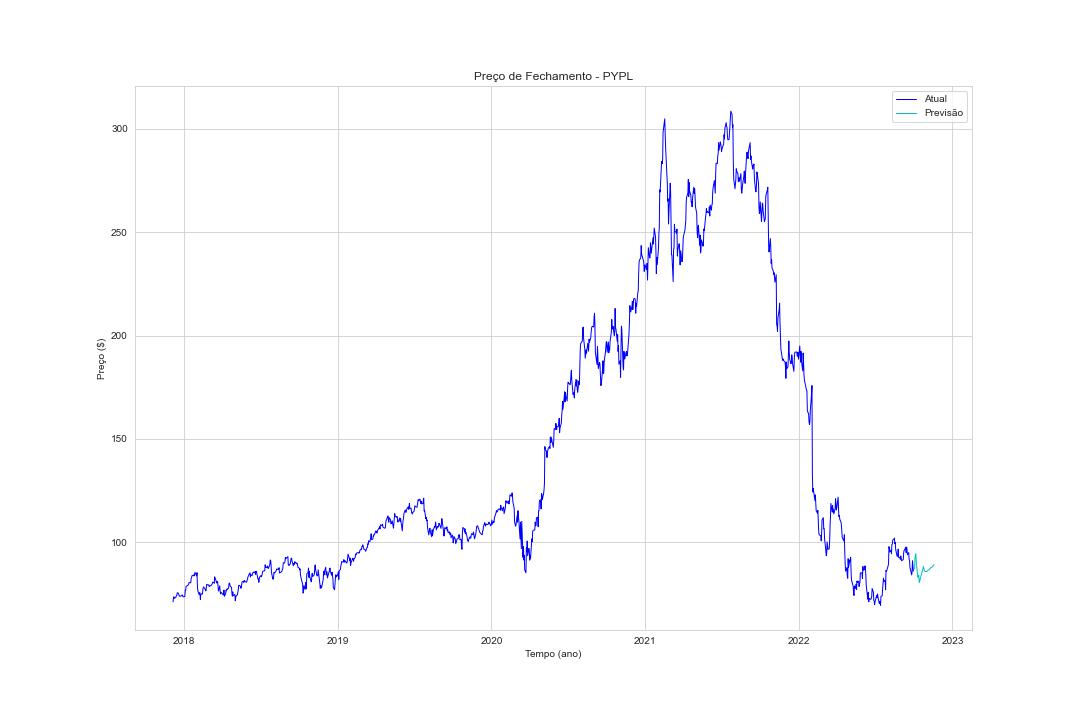 Preço de Fechamento - PYPL
Atual
Previsão
300
250
200
150
100
Preço ($)
2018 2019 2020 2021 2022 2023
Tempo (ano)